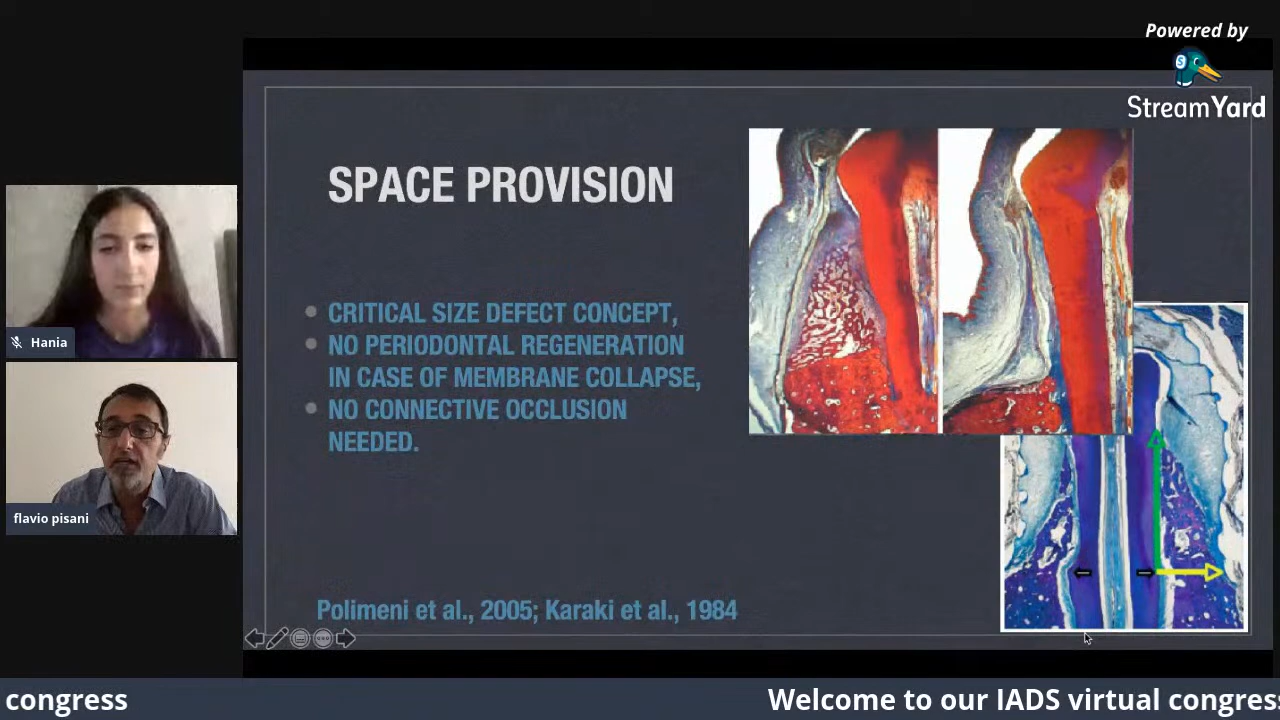 Powered by
StreamYard
SPACE PROVISION
CRITICAL SIZE DEFECT CONCEPT,
NO PERIODONTAL REGENERATION
IN CASE OF MEMBRANE COLLAPSE,
NO CONNECTIVE OCCLUSION
NEEDED.
Polimeni et al., 2005; Karaki et al., 1984
Hania
flavio pisani
congress
Welcome to our IADS virtual congres